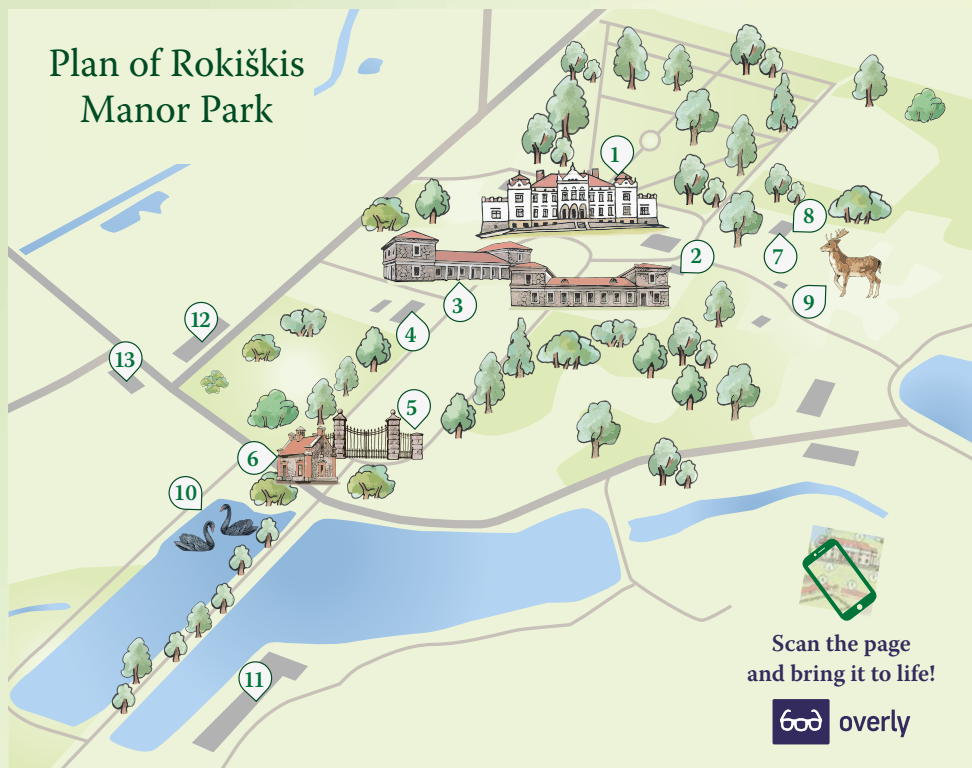 Plan of Rokiškis
Manor Park
1
2
3
4
5
6
7
8
9
10
11
12
13
Scan the page
and bring it to life!
overly